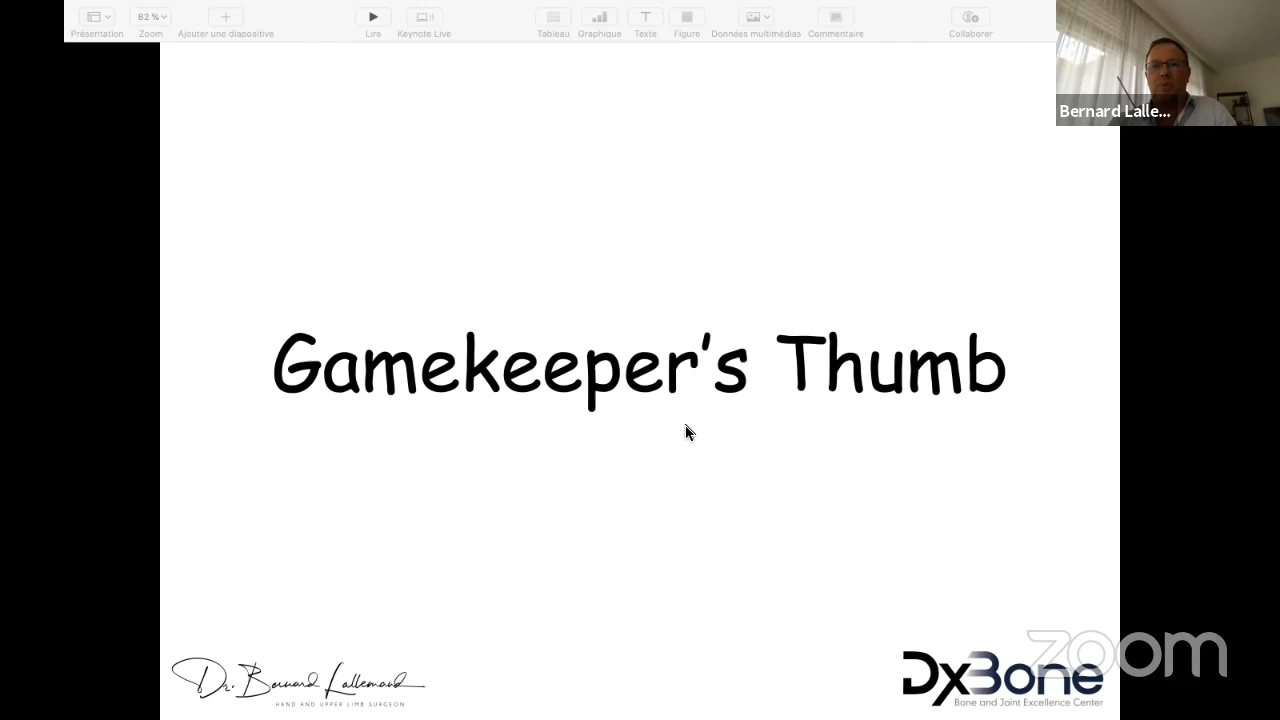 82 %
Présentation Zoom Ajouter une diapositive Lire Keynote Live Tableau Graphique Texte Figure Données multimédias Commentaire Collaborer
Bernard Lalle...
Gamekeeper's Thumb
Dr. Bernard Lallemand
HAND AND UPPER LIMB SURGEON
DxBone
Bone and Joint Excellence Center
zoom